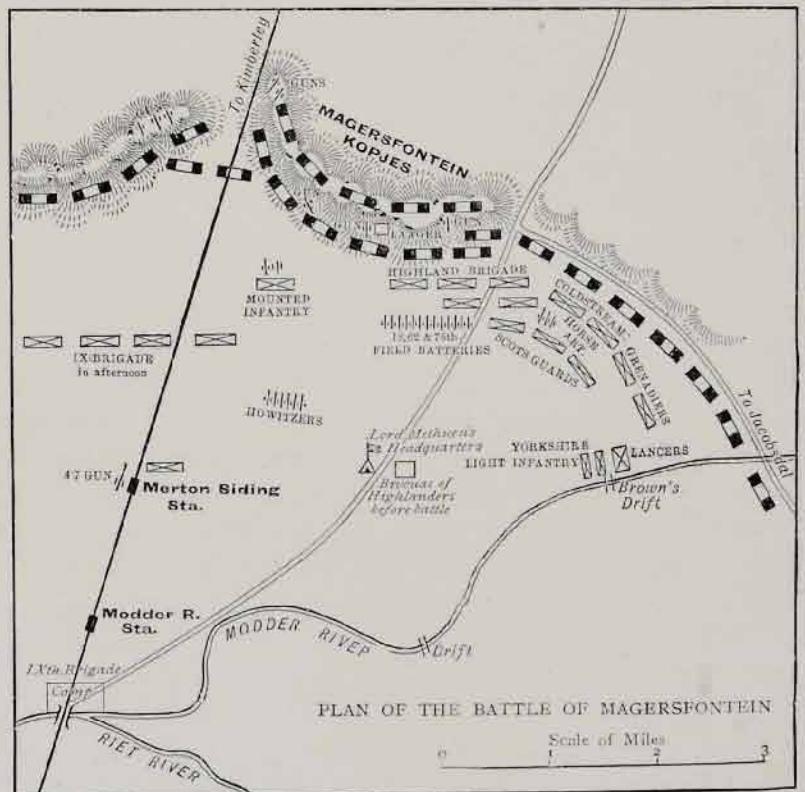 To Kimberley
GUNS
MAGERSFONTEIN
KOPJES
LAAGER
GUN
HIGHLAND BRIGADE
MOUNTED
INFANTRY
COLDSTREAM
HORSE
ART.
GRENADIERS
SCOTS GUARDS
18, 62 & 75th
FIELD BATTERIES
IX BRIGADE
in afternoon
HOWITZERS
To Jacobsdal
Lord Methuen's
Headquarters
Bivouac of
Highlanders
before battle
YORKSHIRE
LIGHT INFANTRY
LANCERS
Brown's
Drift
4·7 GUN
Merton Siding
Sta.
Modder R.
Sta.
MODDER RIVER
Drift
IXth Brigade
Camp
RIET RIVER
PLAN OF THE BATTLE OF MAGERSFONTEIN
Scale of Miles
0 1 2 3